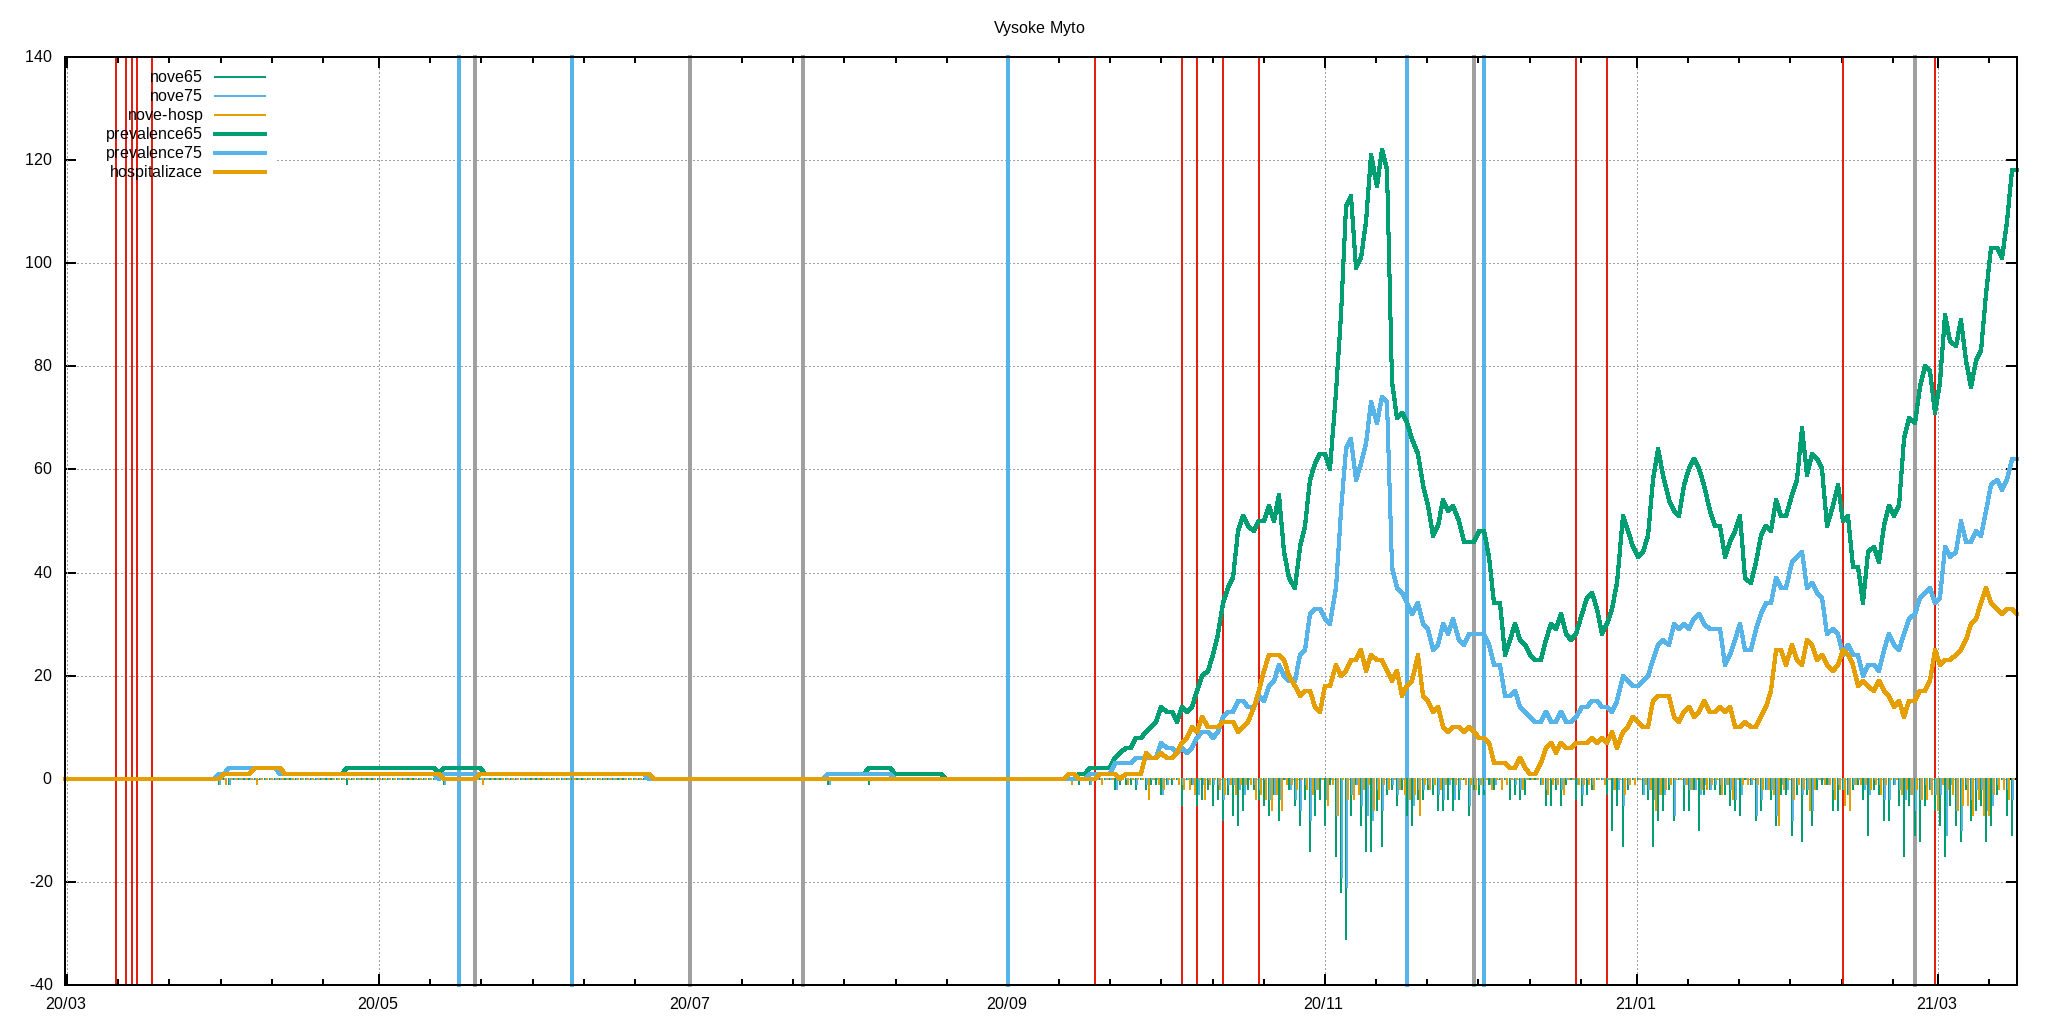 Vysoke Myto
140
120
100
80
60
40
20
0
-20
-40
nove65
nove75
nove-hosp
prevalence65
prevalence75
hospitalizace
20/03 20/05 20/07 20/09 20/11 21/01 21/03